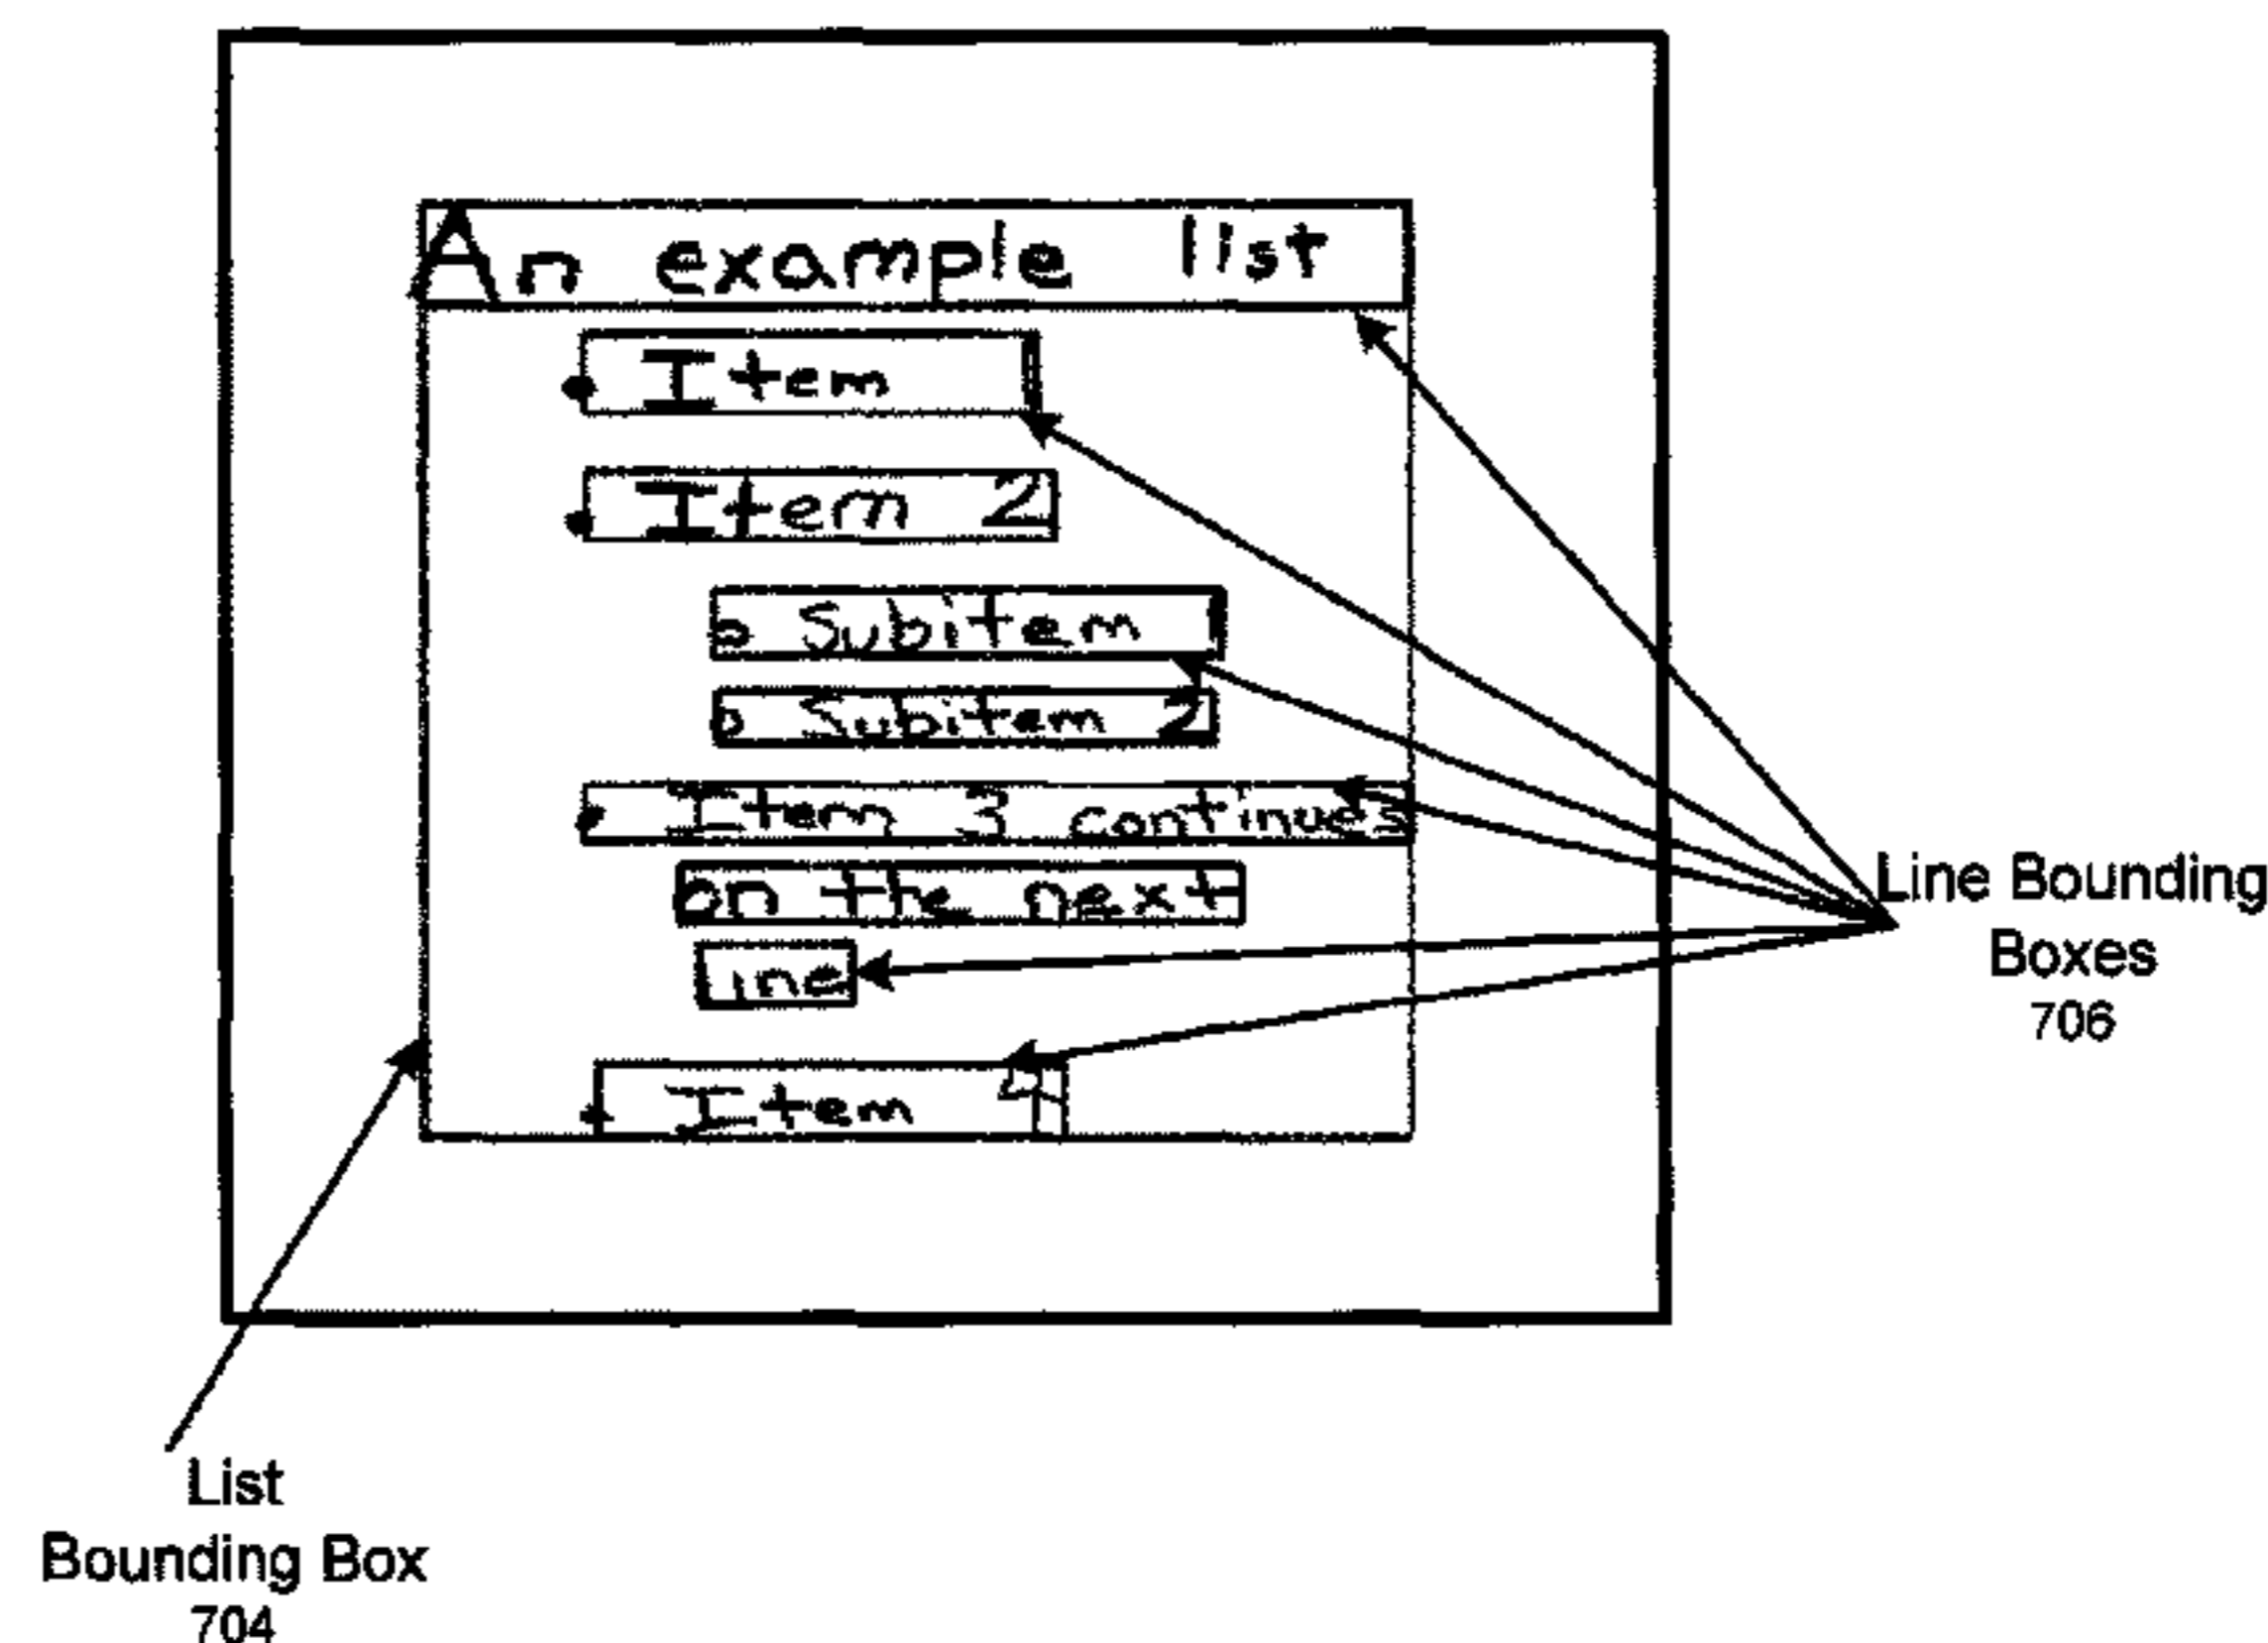 An example list
• Item 1
• Item 2
o Subitem 1
o Subitem 2
• Item 3 continues
on the next
line
• Item 4
Line Bounding
Boxes
706
List
Bounding Box
704